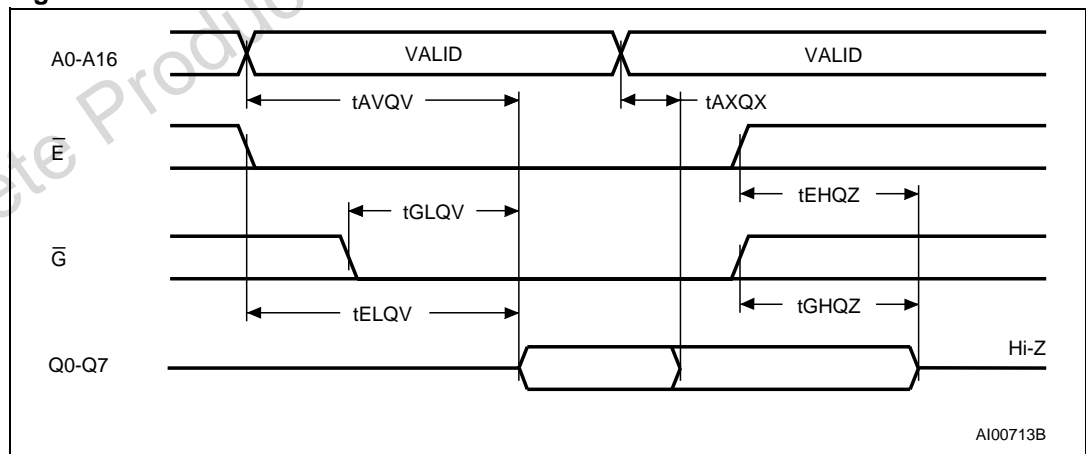 A0-A16
VALID
VALID
tAVQV
tAXQX
E
tEHQZ
tGLQV
G
tELQV
tGHQZ
Q0-Q7
Hi-Z
AI00713B